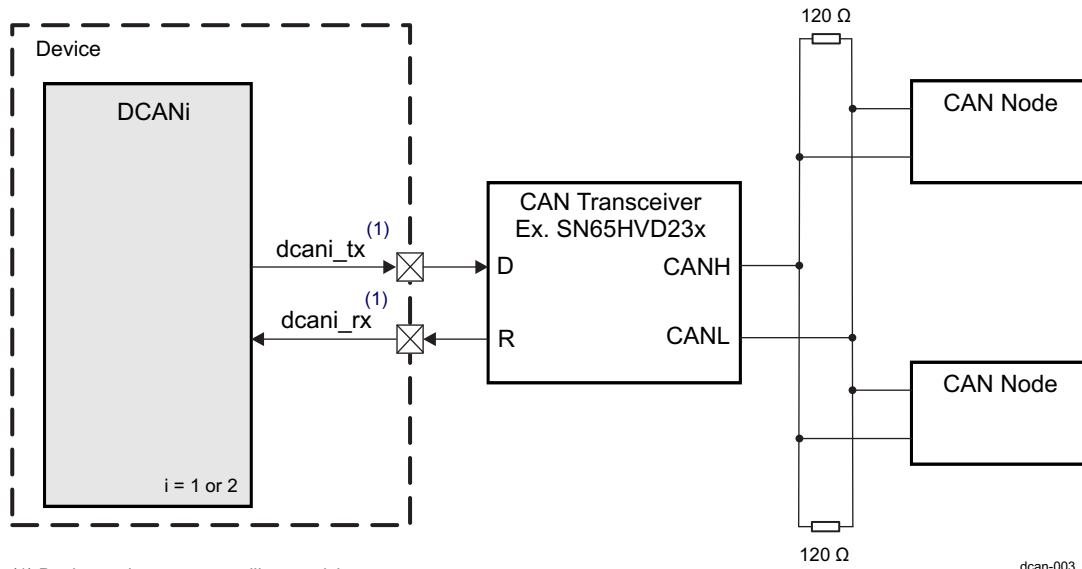 120 Ω
Device
DCANi
CAN Node
CAN Transceiver
Ex. SN65HVD23x
(1)
dcani_tx
D
CANH
(1)
dcani_rx
R
CANL
CAN Node
i = 1 or 2
120 Ω
dcan-003